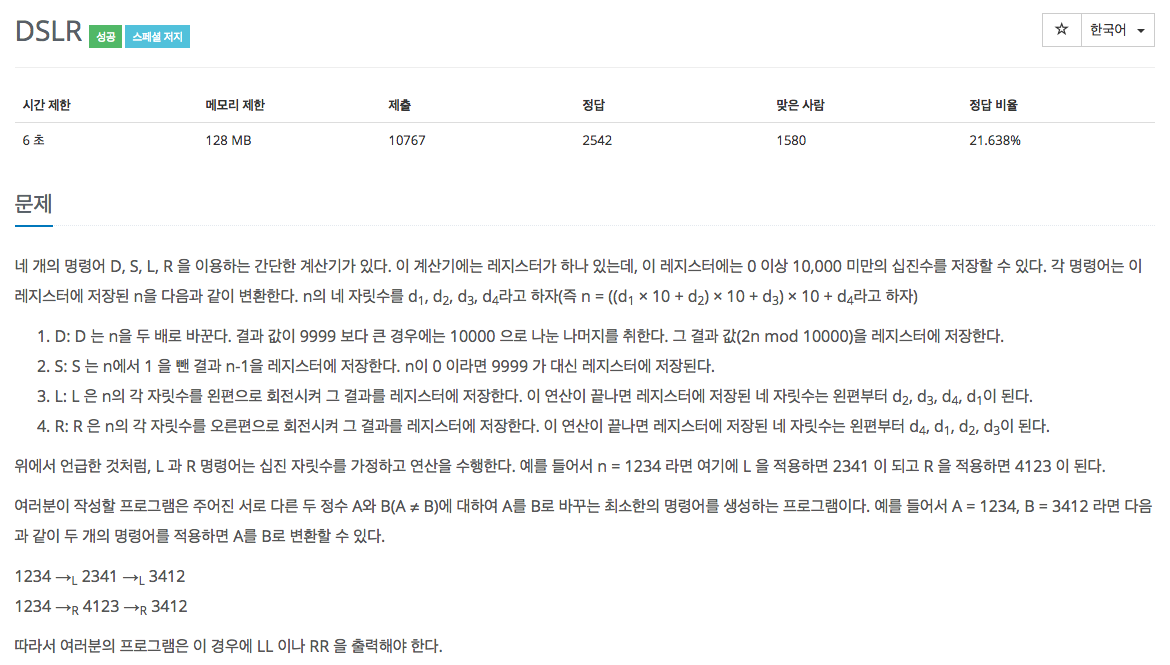 DSLR 성공 스페셜 저지 ☆ 한국어
시간 제한 메모리 제한 제출 정답 맞은 사람 정답 비율
6 초 128 MB 10767 2542 1580 21.638%
문제
네 개의 명령어 D, S, L, R 을 이용하는 간단한 계산기가 있다. 이 계산기에는 레지스터가 하나 있는데, 이 레지스터에는 0 이상 10,000 미만의 십진수를 저장할 수 있다. 각 명령어는 이
레지스터에 저장된 n을 다음과 같이 변환한다. n의 네 자릿수를 d1, d2, d3, d4라고 하자(즉 n = ((d1 × 10 + d2) × 10 + d3) × 10 + d4라고 하자)
1. D: D 는 n을 두 배로 바꾼다. 결과 값이 9999 보다 큰 경우에는 10000 으로 나눈 나머지를 취한다. 그 결과 값(2n mod 10000)을 레지스터에 저장한다.
2. S: S 는 n에서 1 을 뺀 결과 n-1을 레지스터에 저장한다. n이 0 이라면 9999 가 대신 레지스터에 저장된다.
3. L: L 은 n의 각 자릿수를 왼편으로 회전시켜 그 결과를 레지스터에 저장한다. 이 연산이 끝나면 레지스터에 저장된 네 자릿수는 왼편부터 d2, d3, d4, d1이 된다.
4. R: R 은 n의 각 자릿수를 오른편으로 회전시켜 그 결과를 레지스터에 저장한다. 이 연산이 끝나면 레지스터에 저장된 네 자릿수는 왼편부터 d4, d1, d2, d3이 된다.
위에서 언급한 것처럼, L 과 R 명령어는 십진 자릿수를 가정하고 연산을 수행한다. 예를 들어서 n = 1234 라면 여기에 L 을 적용하면 2341 이 되고 R 을 적용하면 4123 이 된다.
여러분이 작성할 프로그램은 주어진 서로 다른 두 정수 A와 B(A ≠ B)에 대하여 A를 B로 바꾸는 최소한의 명령어를 생성하는 프로그램이다. 예를 들어서 A = 1234, B = 3412 라면 다음
과 같이 두 개의 명령어를 적용하면 A를 B로 변환할 수 있다.
1234 →L 2341 →L 3412
1234 →R 4123 →R 3412
따라서 여러분의 프로그램은 이 경우에 LL 이나 RR 을 출력해야 한다.